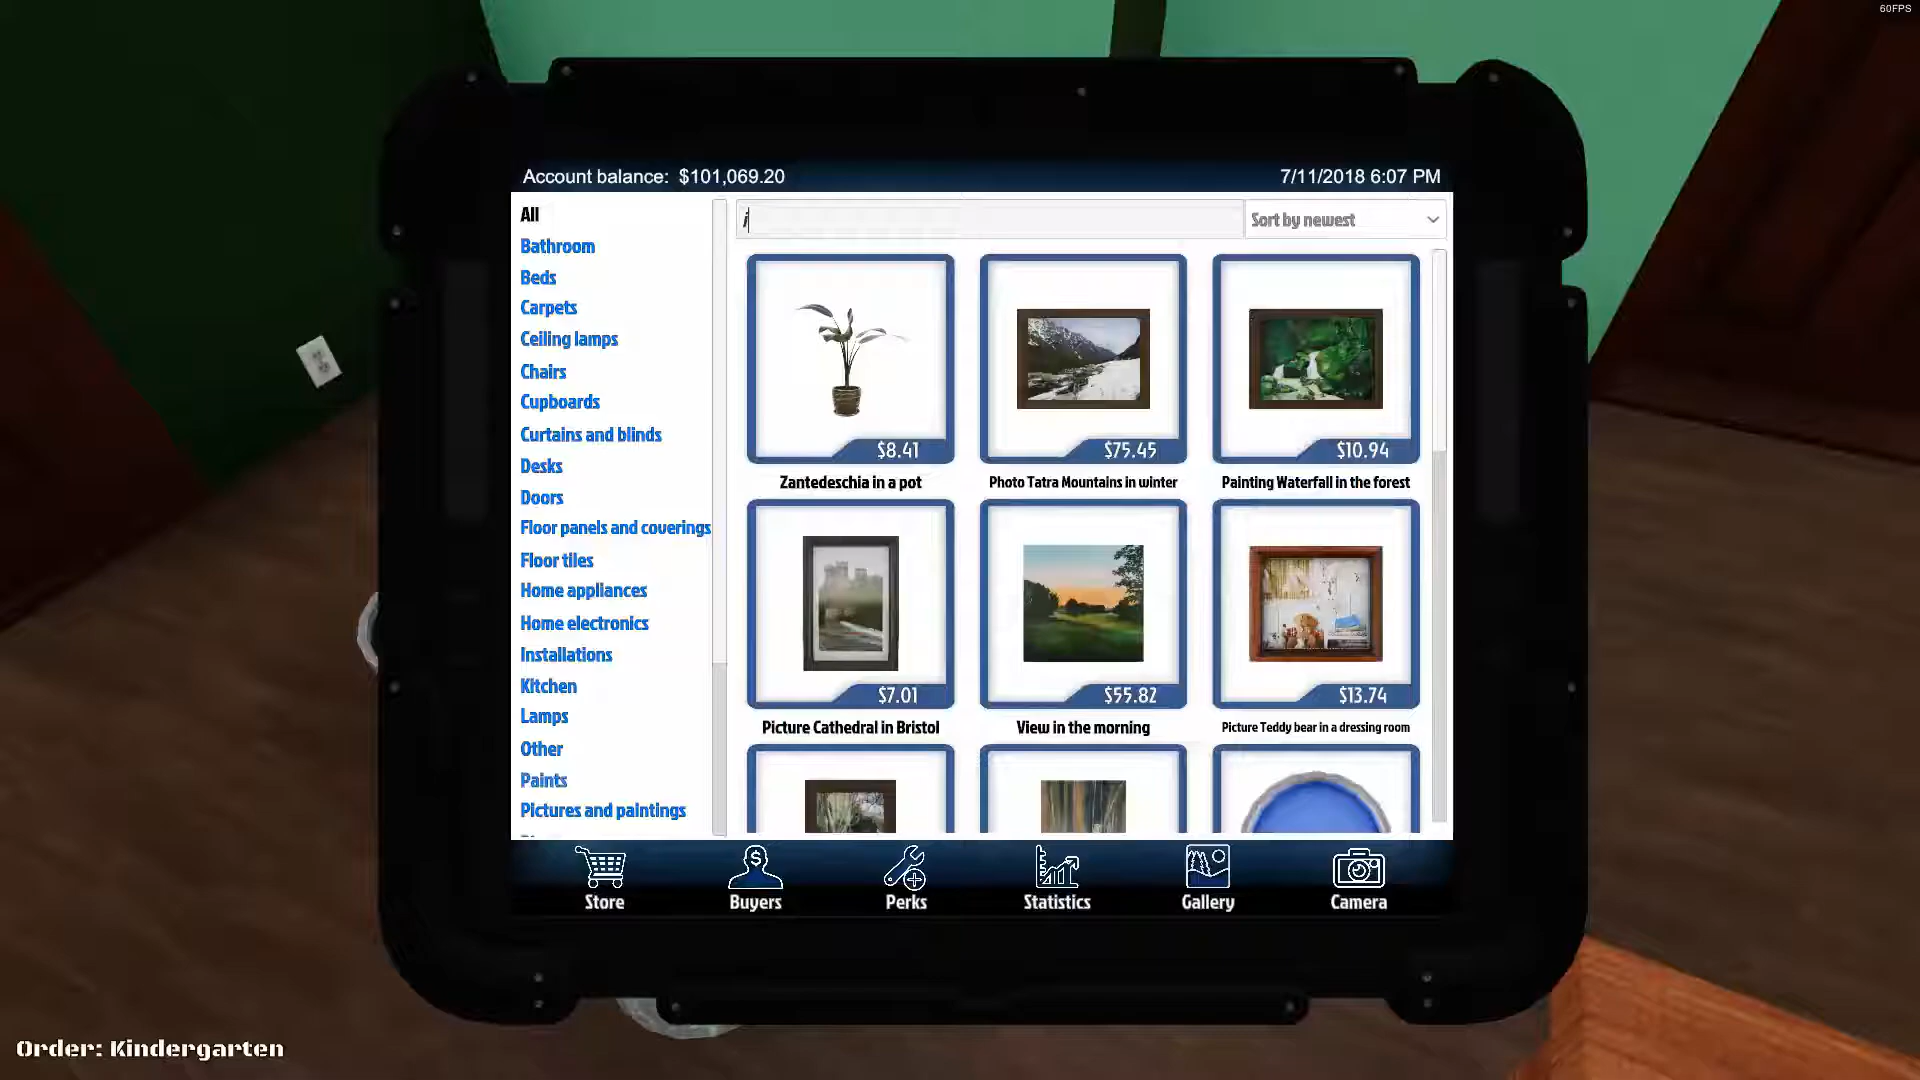 60FPS
Account balance: $101,069.20
7/11/2018 6:07 PM
All
Bathroom
Beds
Carpets
Ceiling lamps
Chairs
Cupboards
Curtains and blinds
Desks
Doors
Floor panels and coverings
Floor tiles
Home appliances
Home electronics
Installations
Kitchen
Lamps
Other
Paints
Pictures and paintings
i
Sort by newest
$8.41
$75.45
$10.94
Zantedeschia in a pot
Photo Tatra Mountains in winter
Painting Waterfall in the forest
$7.01
$55.82
$13.74
Picture Cathedral in Bristol
View in the morning
Picture Teddy bear in a dressing room
Store
Buyers
Perks
Statistics
Gallery
Camera
Order: Kindergarten